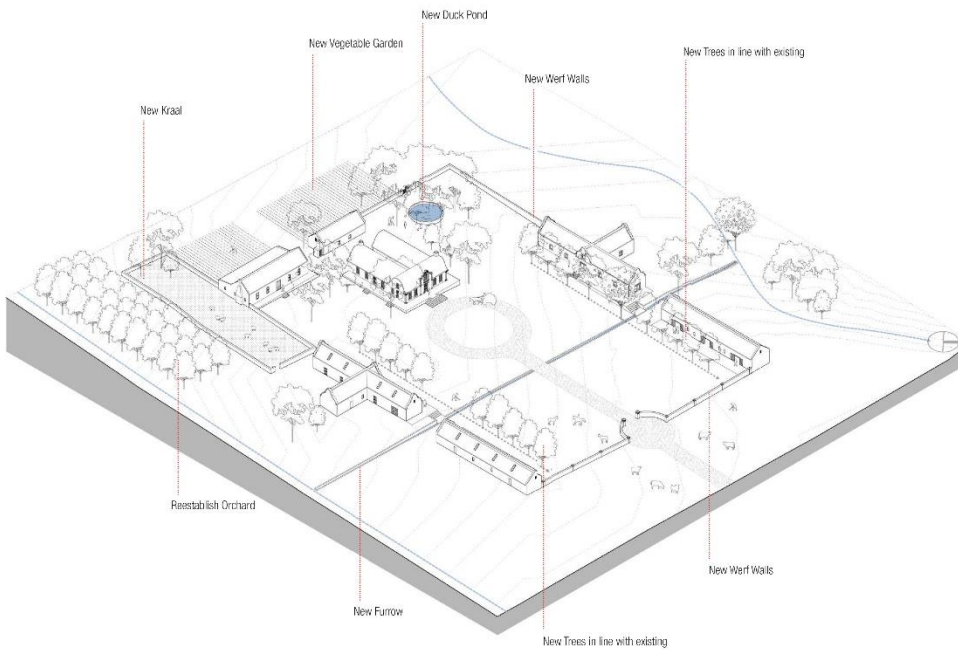 New Duck Pond
New Vegetable Garden
New Trees in line with existing
New Werf Walls
New Kraal
Reestablish Orchard
New Werf Walls
New Furrow
New Trees in line with existing